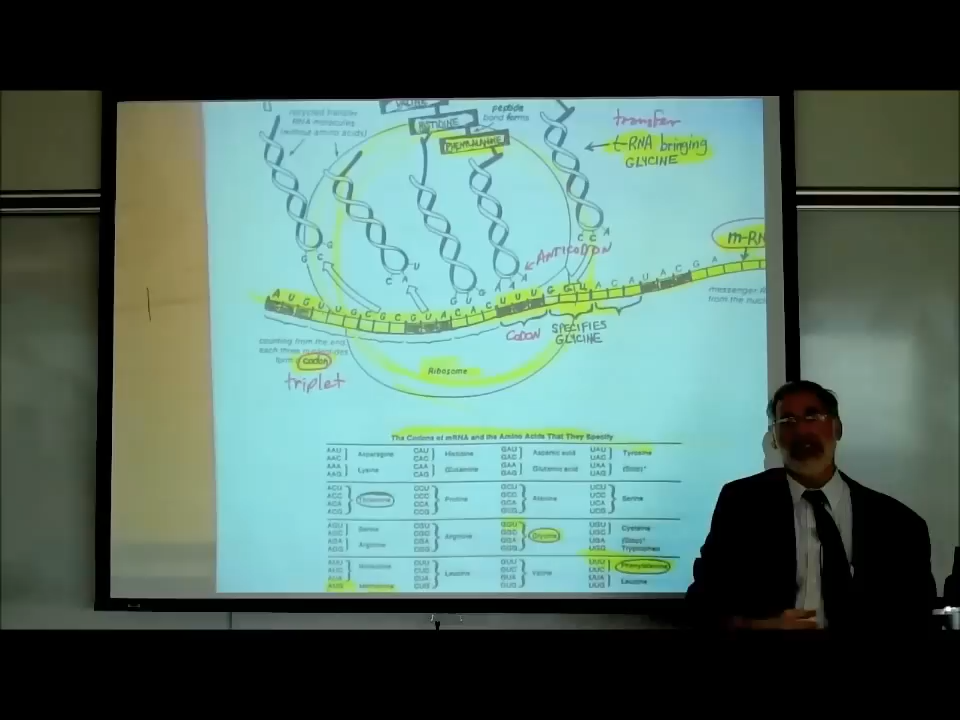 recycled transfer
RNA molecules
(without amino acids)
VALINE
HISTIDINE
PHENYLALANINE
peptide
bond forms
transfer
t-RNA bringing
GLYCINE
ANTICODON
m-RN
messenger R
from the nucl
CODON
SPECIFIES
GLYCINE
counting from the end,
each three nucleotides
form a codon
triplet
Ribosome
The Codons of mRNA and the Amino Acids That They Specify
AAU CAU GAU UAU
AAC Asparagine CAC Histidine GAC Aspartic acid UAC Tyrosine
AAA CAA GAA UAA
AAG Lysine CAG Glutamine GAG Glutamic acid UAG (Stop)*
ACU CCU GCU UCU
ACC Threonine CCC Proline GCC Alanine UCC Serine
ACA CCA GCA UCA
ACG CCG GCG UCG
AGU CGU GGU UGU
AGC Serine CGC Arginine GGC Glycine UGC Cysteine
AGA CGA GGA UGA (Stop)*
AGG Arginine CGG GGG UGG Tryptophan
AUU CUU GUU UUU
AUC Isoleucine CUC Leucine GUC Valine UUC Phenylalanine
AUA CUA GUA UUA
AUG Methionine CUG GUG UUG Leucine